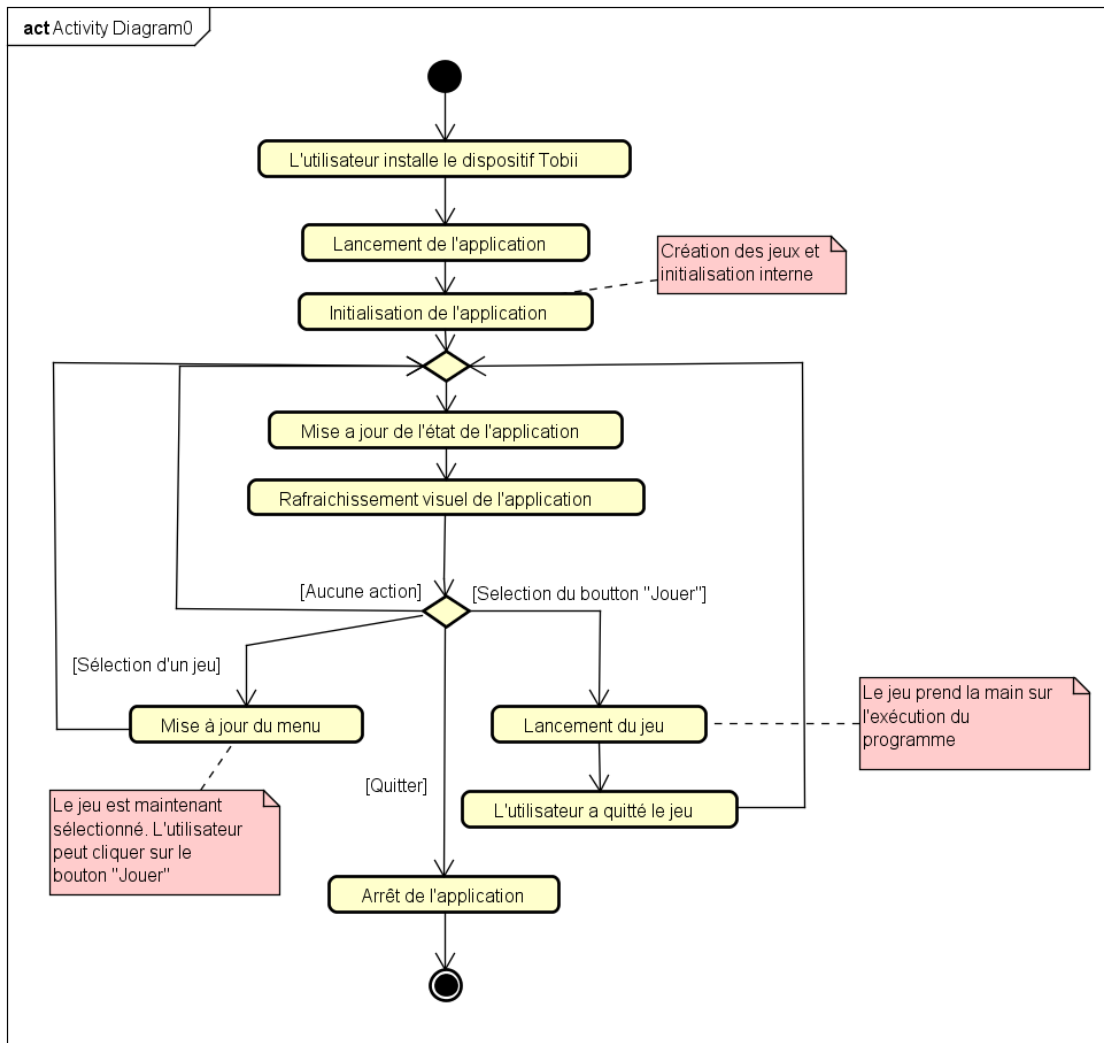 act Activity Diagram0
L'utilisateur installe le dispositif Tobii
Lancement de l'application
Création des jeux et
initialisation interne
Initialisation de l'application
Mise a jour de l'état de l'application
Rafraichissement visuel de l'application
[Aucune action]
[Selection du boutton "Jouer"]
[Sélection d'un jeu]
Mise à jour du menu
Lancement du jeu
Le jeu prend la main sur
l'exécution du
programme
[Quitter]
L'utilisateur a quitté le jeu
Le jeu est maintenant
sélectionné. L'utilisateur
peut cliquer sur le
bouton "Jouer"
Arrêt de l'application